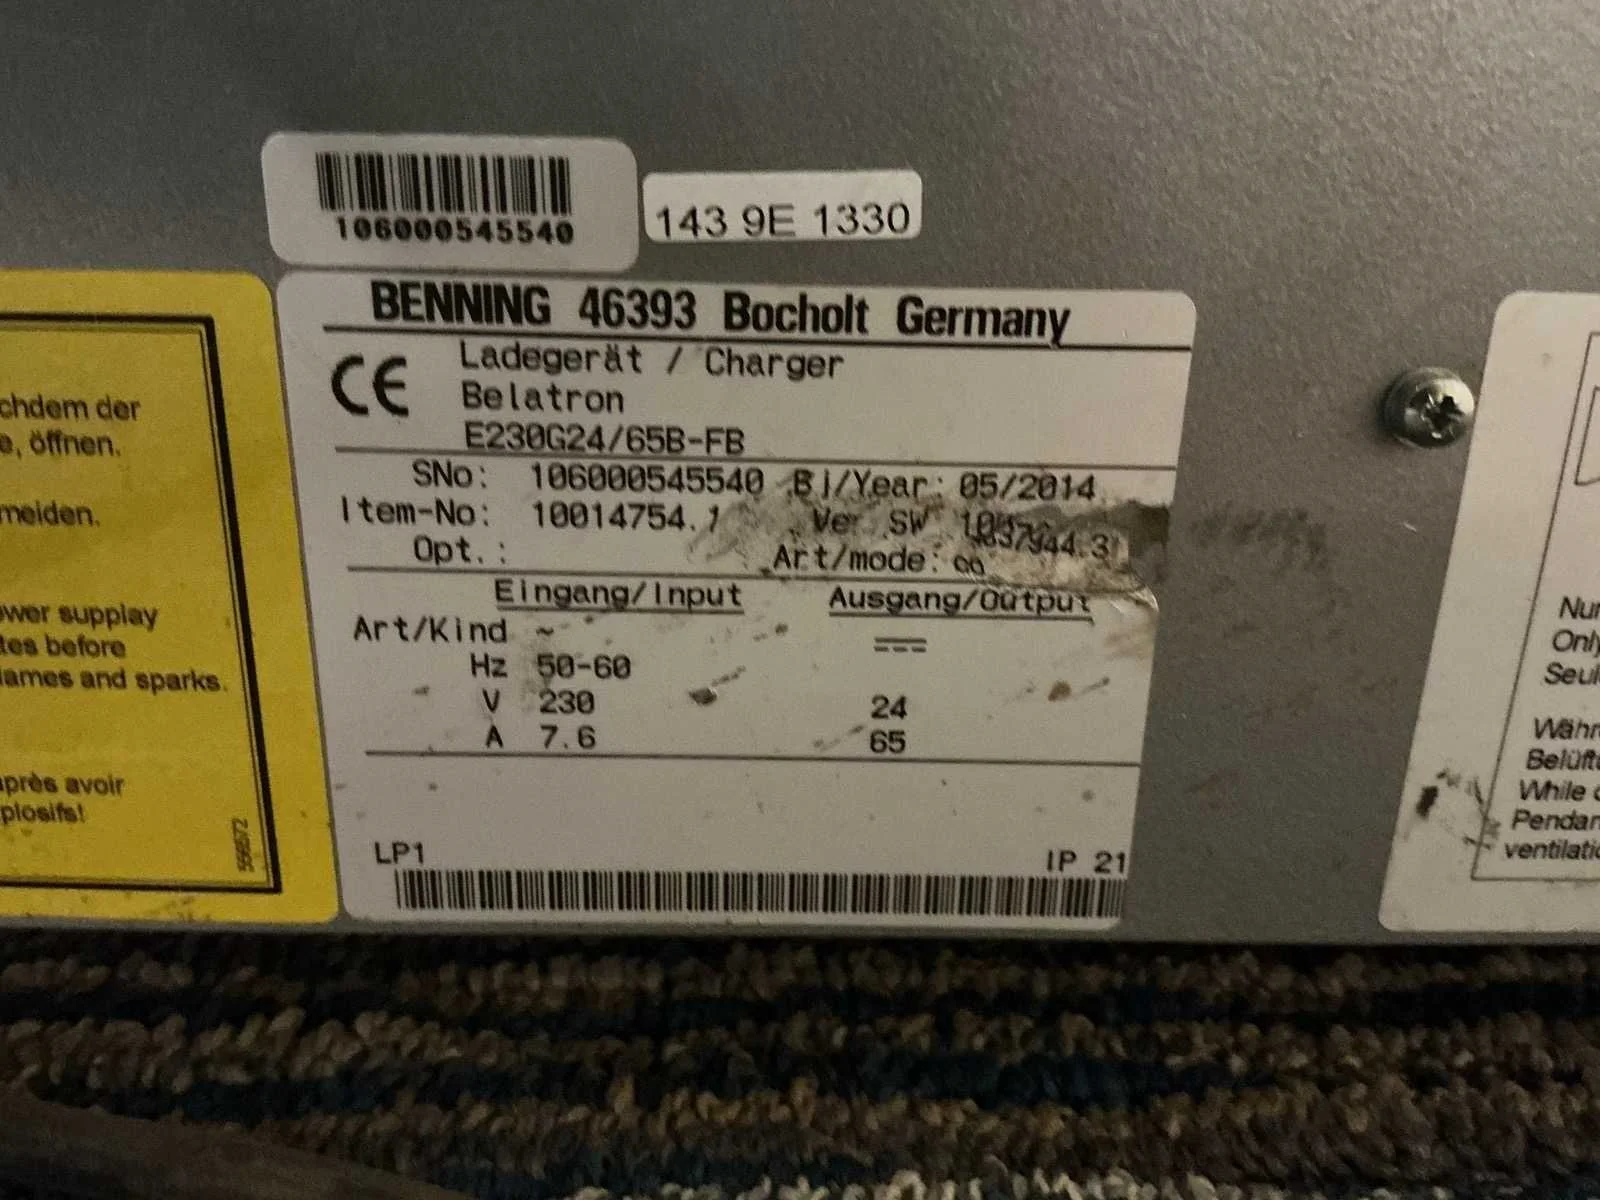 106000545540
143 9E 1330
BENNING 46393 Bocholt Germany
CE
Ladegerät / Charger
Belatron
E230G24/65B-FB
SNo: 106000545540 Bj/Year: 05/2014
Item-No: 10014754.1 SW
Opt.: Art/mode:
Eingang/Input Ausgang/Output
Art/Kind ~ ⎓
Hz 50-60
V 230 24
A 7.6 65
LP1 IP 21
chdem der
e, öffnen.
meiden.
ower supplay
tes before
lames and sparks.
après avoir
plosifs!
Nur
Only
Seul
Währ
Belüft
While
Pendan
ventilati